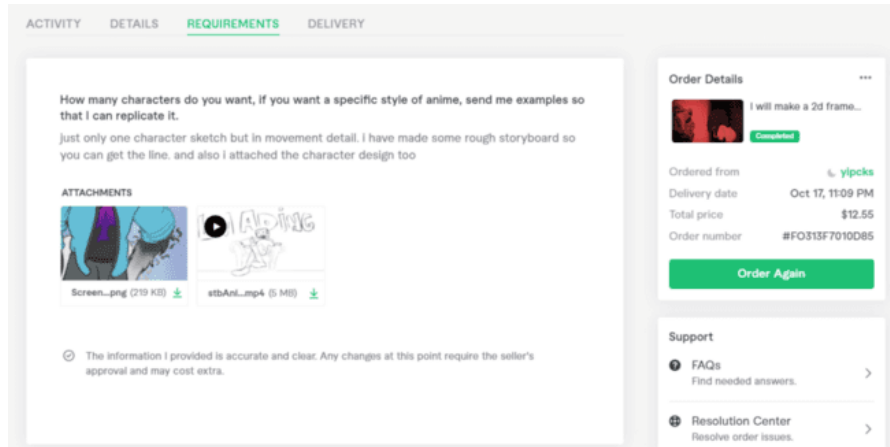 ACTIVITY DETAILS REQUIREMENTS DELIVERY
How many characters do you want, if you want a specific style of anime, send me examples so
that I can replicate it.
just only one character sketch but in movement detail. i have made some rough storyboard so
you can get the line. and also i attached the character design too
ATTACHMENTS
LOADING
Screen...png (219 KB)
stbAni...mp4 (5 MB)
The information I provided is accurate and clear. Any changes at this point require the seller's
approval and may cost extra.
Order Details
I will make a 2d frame...
Completed
Ordered from yipcks
Delivery date Oct 17, 11:09 PM
Total price $12.55
Order number #FO313F7010D85
Order Again
Support
FAQs
Find needed answers.
Resolution Center
Resolve order issues.